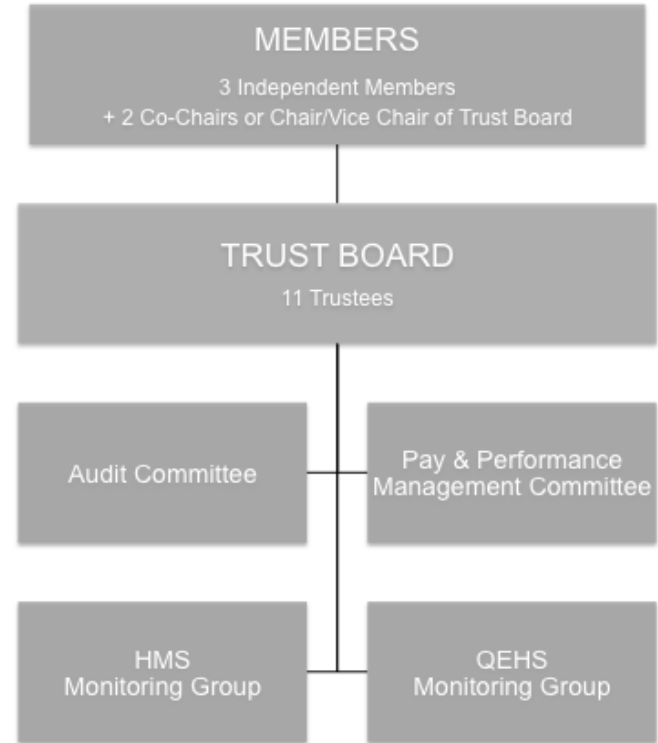 MEMBERS
3 Independent Members
+ 2 Co-Chairs or Chair/Vice Chair of Trust Board
TRUST BOARD
11 Trustees
Audit Committee
Pay & Performance
Management Committee
HMS
Monitoring Group
QEHS
Monitoring Group